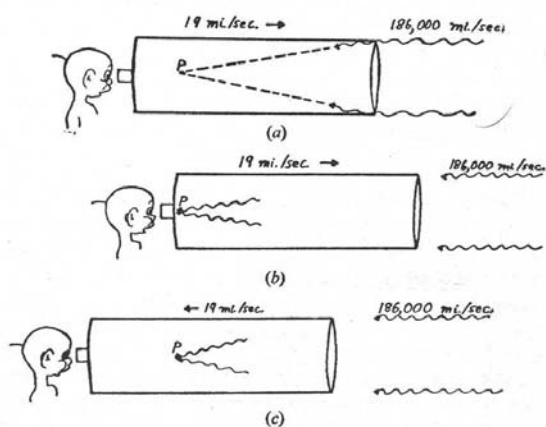 19 mi./sec. → 186,000 mi./sec.
P
(a)
19 mi./sec. → 186,000 mi./sec.
P
(b)
← 19 mi./sec. 186,000 mi./sec.
P
(c)